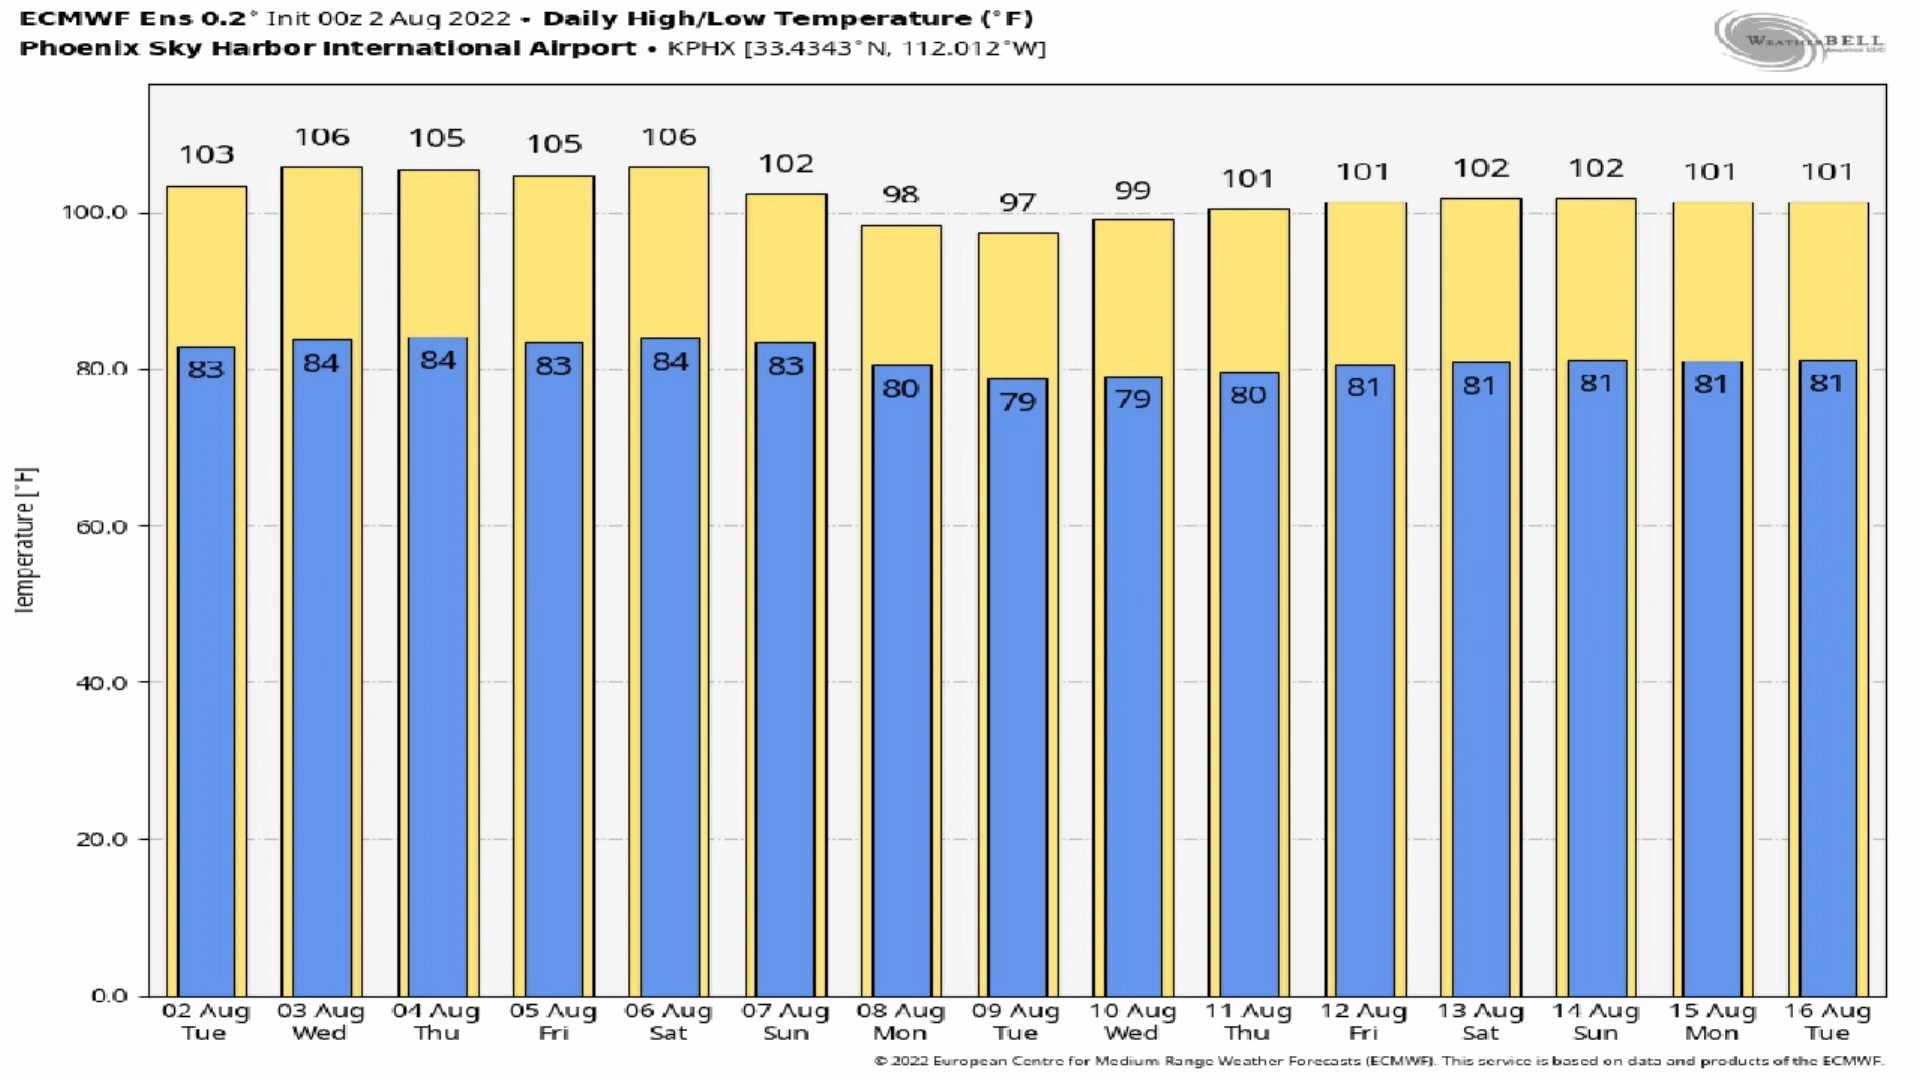 ECMWF Ens 0.2° Init 00z 2 Aug 2022 • Daily High/Low Temperature (°F)
Phoenix Sky Harbor International Airport • KPHX [33.4343°N, 112.012°W]
WEATHERBELL
103 106 105 105 106 102 98 97 99 101 101 102 102 101 101
83 84 84 83 84 83 80 79 79 80 81 81 81 81 81
Temperature [°F]
100.0
80.0
60.0
40.0
20.0
0.0
02 Aug 03 Aug 04 Aug 05 Aug 06 Aug 07 Aug 08 Aug 09 Aug 10 Aug 11 Aug 12 Aug 13 Aug 14 Aug 15 Aug 16 Aug
Tue Wed Thu Fri Sat Sun Mon Tue Wed Thu Fri Sat Sun Mon Tue
© 2022 European Centre for Medium Range Weather Forecasts (ECMWF). This service is based on data and products of the ECMWF.